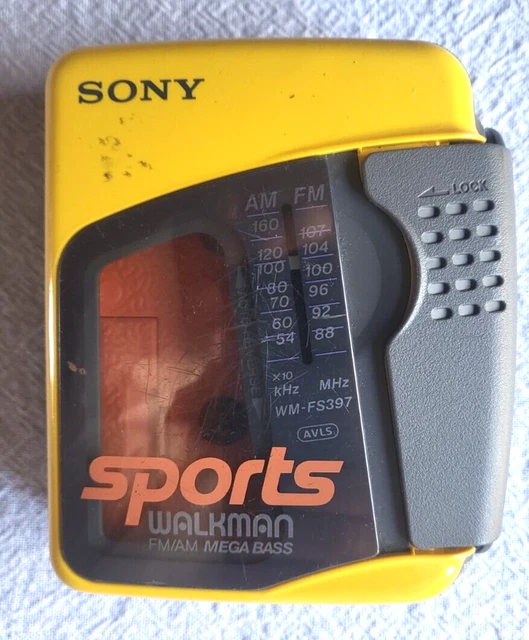 SONY
AM FM
LOCK
160
107
120 104
100 100
80 96
70
60 92
54 88
×10
kHz MHz
WM-FS397
AVLS
sports
WALKMAN
FM/AM MEGA BASS